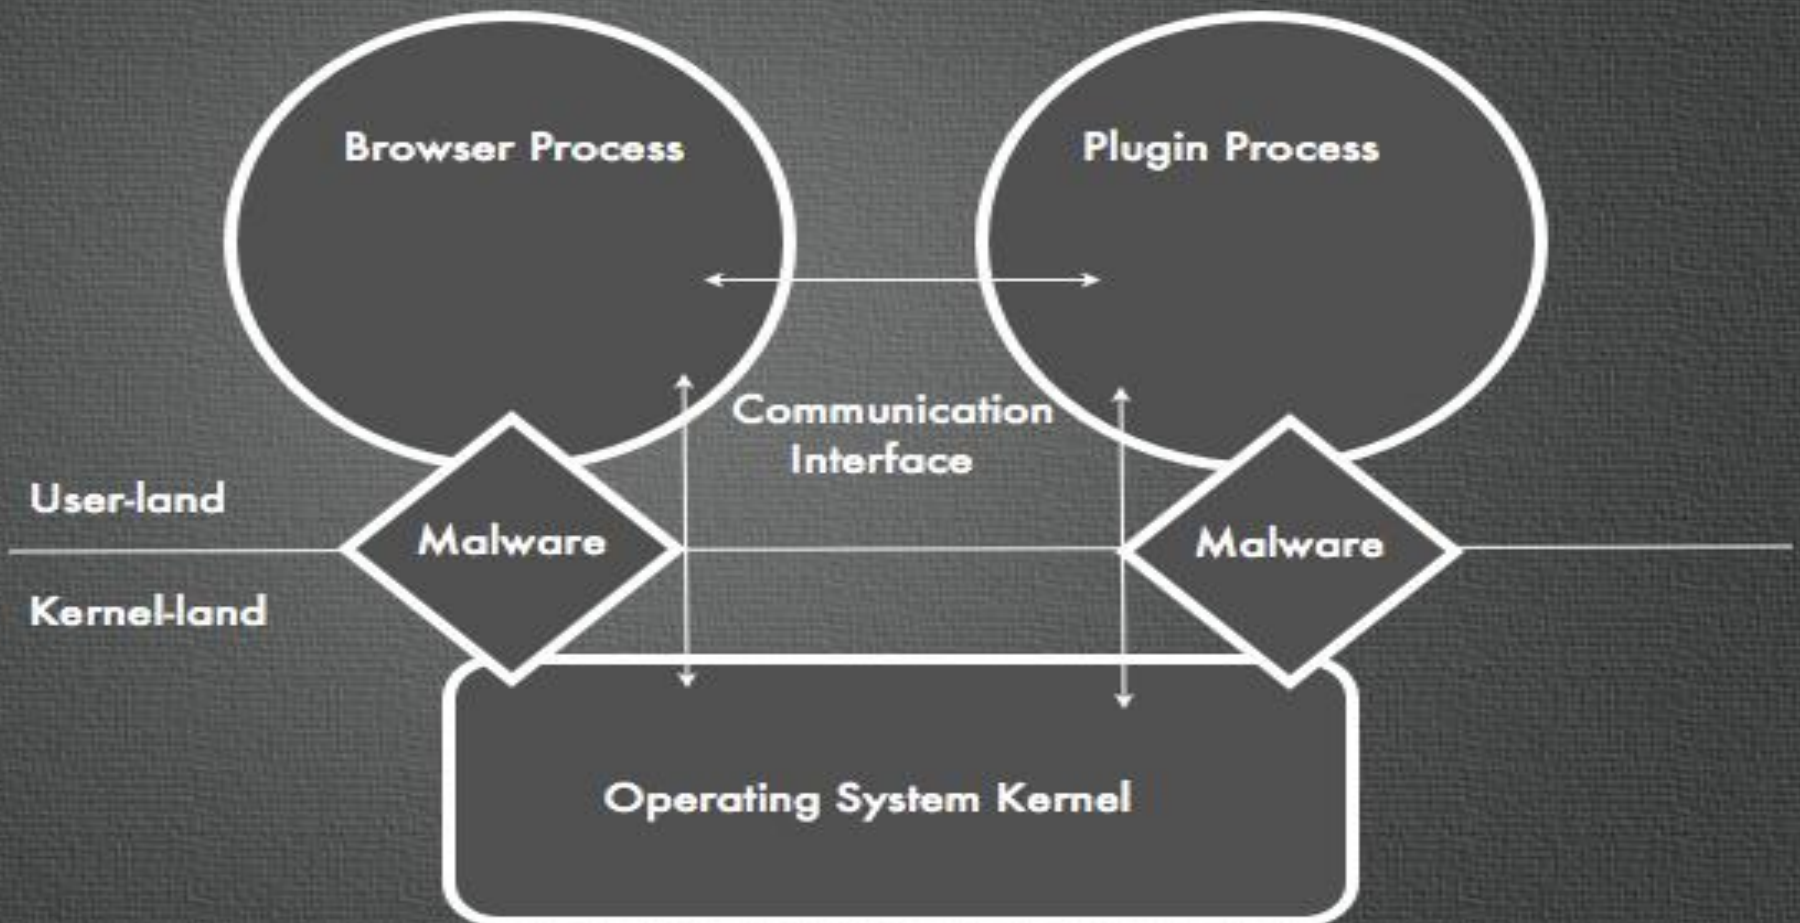 Browser Process
Plugin Process
Communication
Interface
User-land
Malware
Malware
Kernel-land
Operating System Kernel